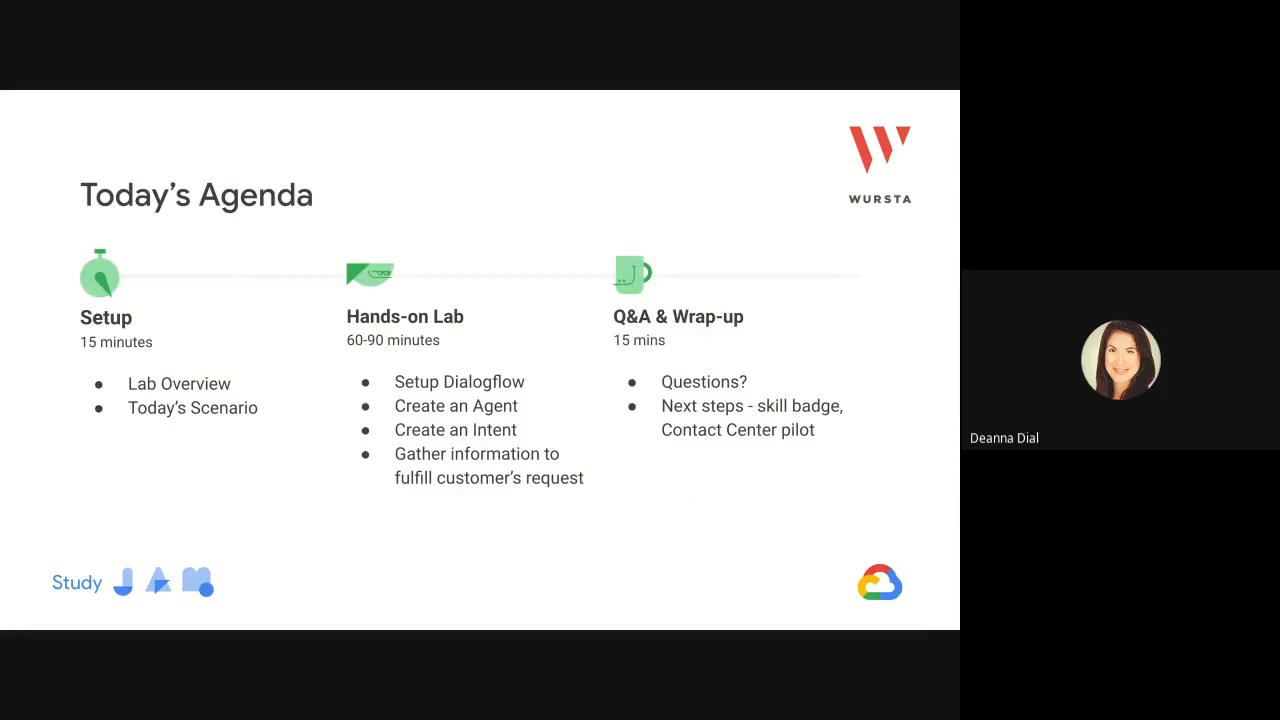 WURSTA
Today's Agenda
Setup
15 minutes
● Lab Overview
● Today's Scenario
Hands-on Lab
60-90 minutes
● Setup Dialogflow
● Create an Agent
● Create an Intent
● Gather information to
fulfill customer's request
Q&A & Wrap-up
15 mins
● Questions?
● Next steps - skill badge,
Contact Center pilot
Study JAM
Deanna Dial